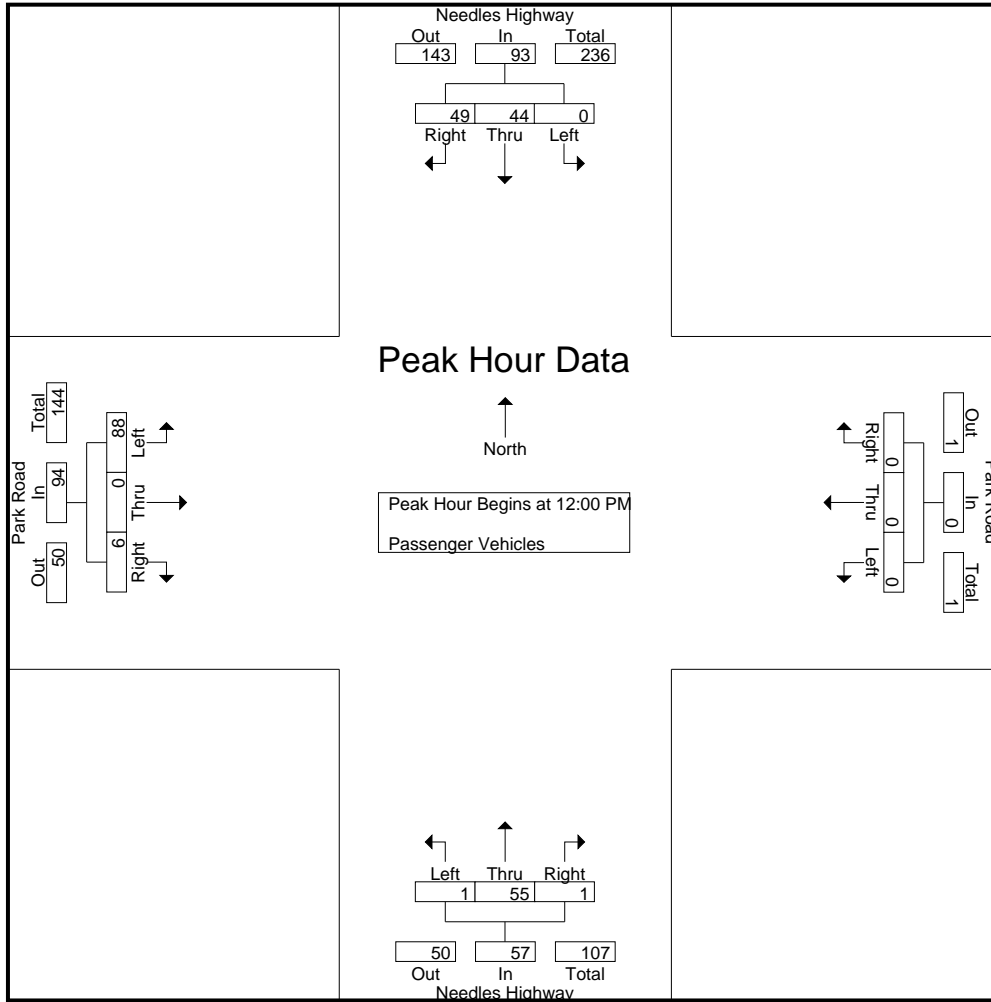 Needles Highway
Out In Total
143 93 236
49 44 0
Right Thru Left
Peak Hour Data
North
Peak Hour Begins at 12:00 PM
Passenger Vehicles
Park Road
Out In Total
50 94 144
6 0 88
Right Thru Left
Park Road
Out In Total
1 0 1
0 0 0
Right Thru Left
Left Thru Right
1 55 1
50 57 107
Out In Total
Needles Highway